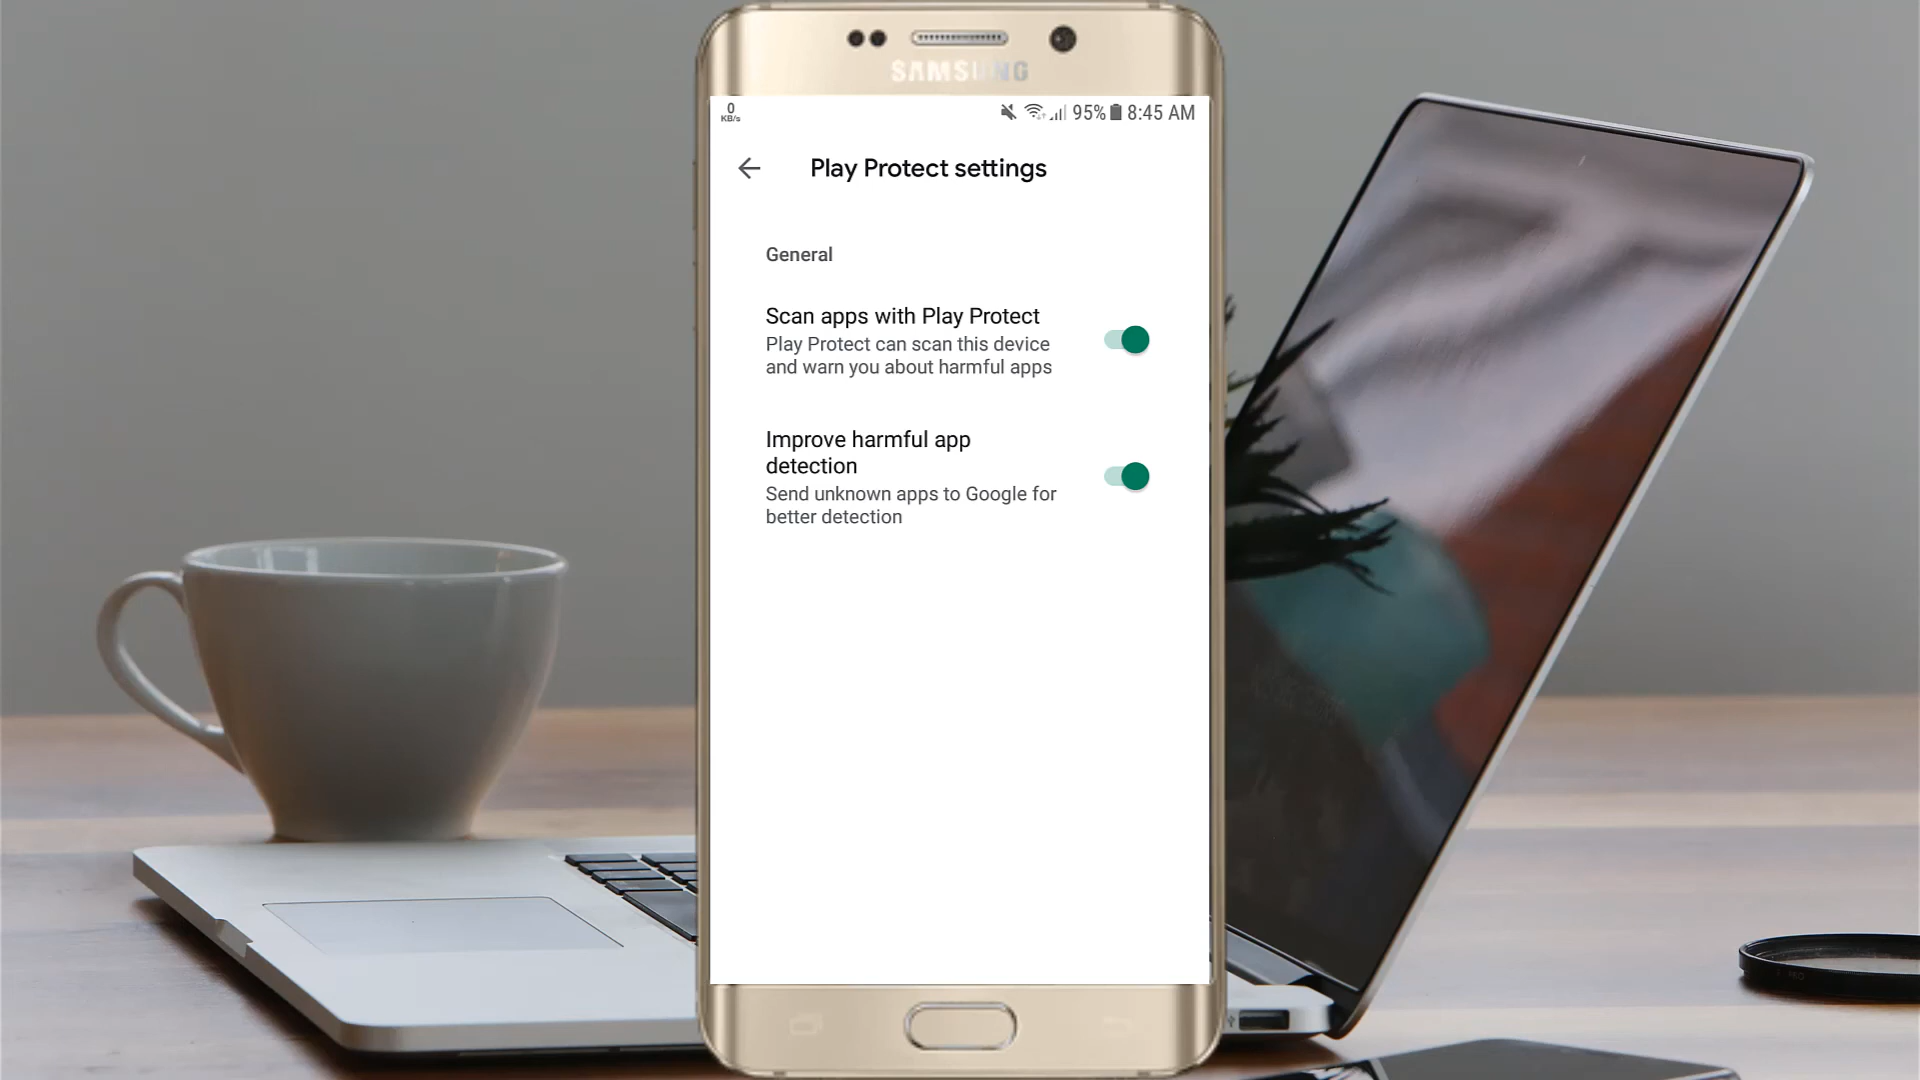 SAMSUNG
0
KB/s
95% 8:45 AM
Play Protect settings
General
Scan apps with Play Protect
Play Protect can scan this device
and warn you about harmful apps
Improve harmful app
detection
Send unknown apps to Google for
better detection